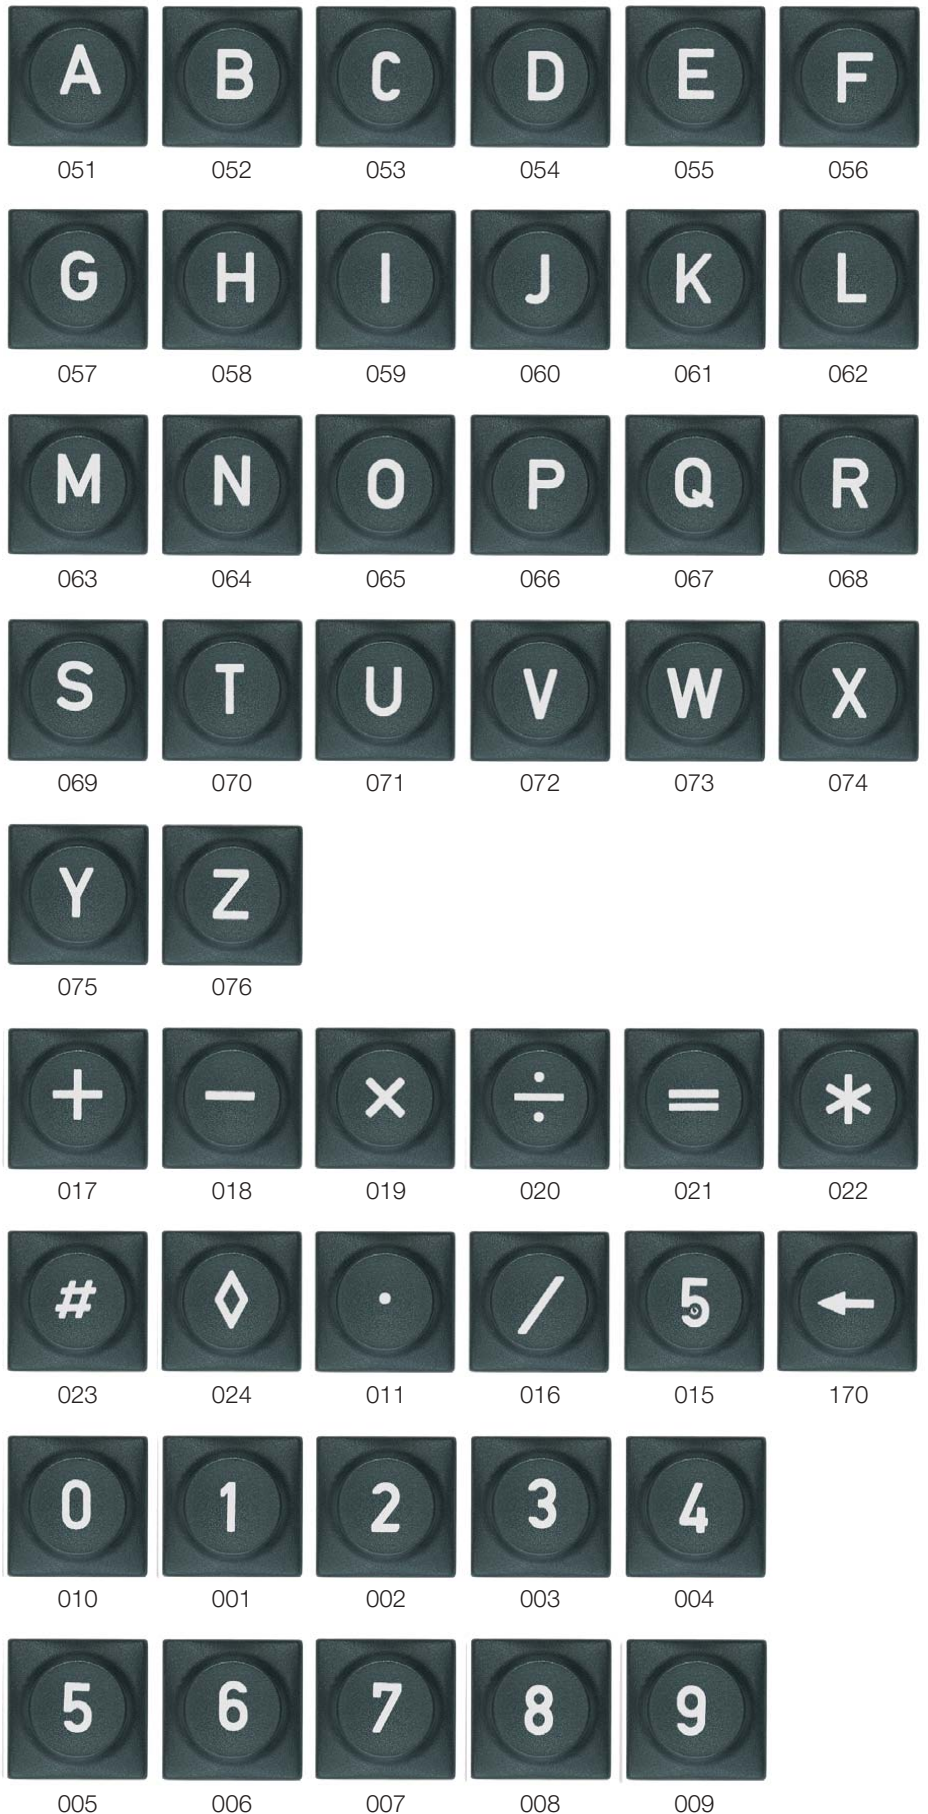 A B C D E F
051 052 053 054 055 056
G H I J K L
057 058 059 060 061 062
M N O P Q R
063 064 065 066 067 068
S T U V W X
069 070 071 072 073 074
Y Z
075 076
+ − × ÷ = *
017 018 019 020 021 022
# ◊ · / 5 ←
023 024 011 016 015 170
0 1 2 3 4
010 001 002 003 004
5 6 7 8 9
005 006 007 008 009